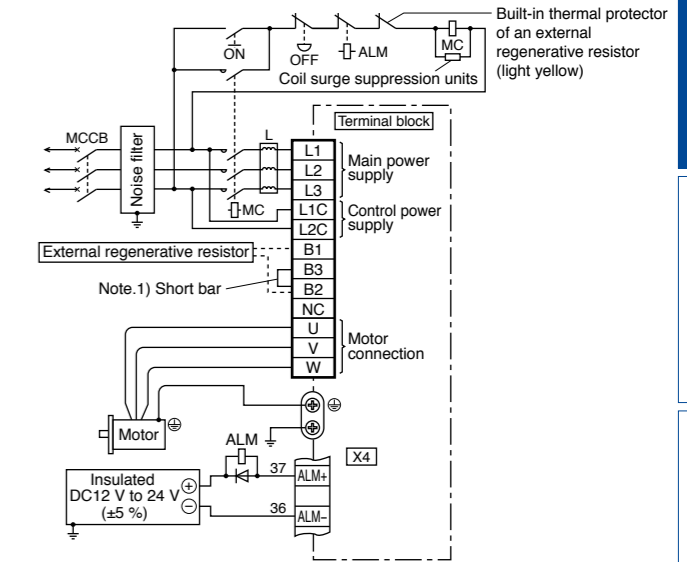 Built-in thermal protector
of an external
regenerative resistor
(light yellow)
ON
OFF
ALM
MC
Coil surge suppression units
Terminal block
MCCB
Noise filter
L
L1
L2
L3
Main power
supply
MC
L1C
L2C
Control power
supply
External regenerative resistor
B1
B3
B2
Note.1) Short bar
NC
U
V
W
Motor
connection
Motor
ALM
X4
Insulated
DC12 V to 24 V
(±5 %)
+
−
37
ALM+
36
ALM−